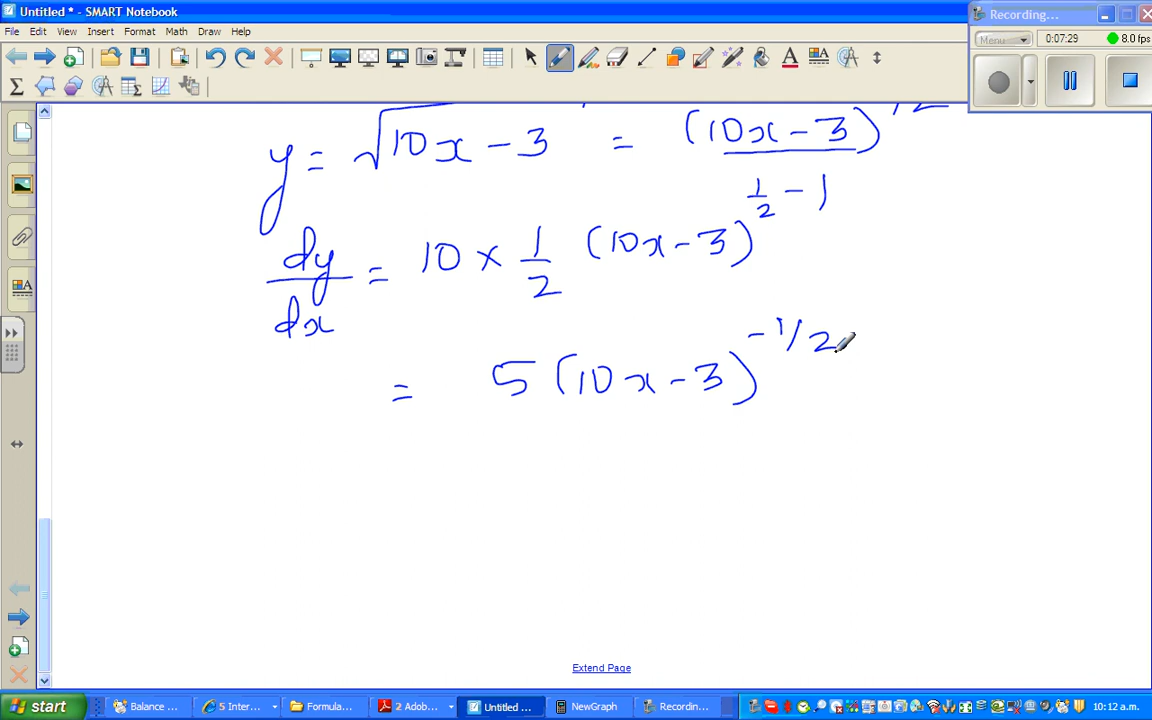 Untitled * - SMART Notebook
Recording...
File Edit View Insert Format Math Draw Help
Menu
0:07:29
8.0 fps
y = √10x - 3 = (10x - 3)^1/2
dy/dx = 10 × 1/2 (10x - 3)^1/2 - 1
= 5 (10x - 3)^-1/2
Extend Page
start
Balance ...
5 Inter...
Formula...
2 Adob...
Untitled ...
NewGraph
Recordin...
10:12 a.m.